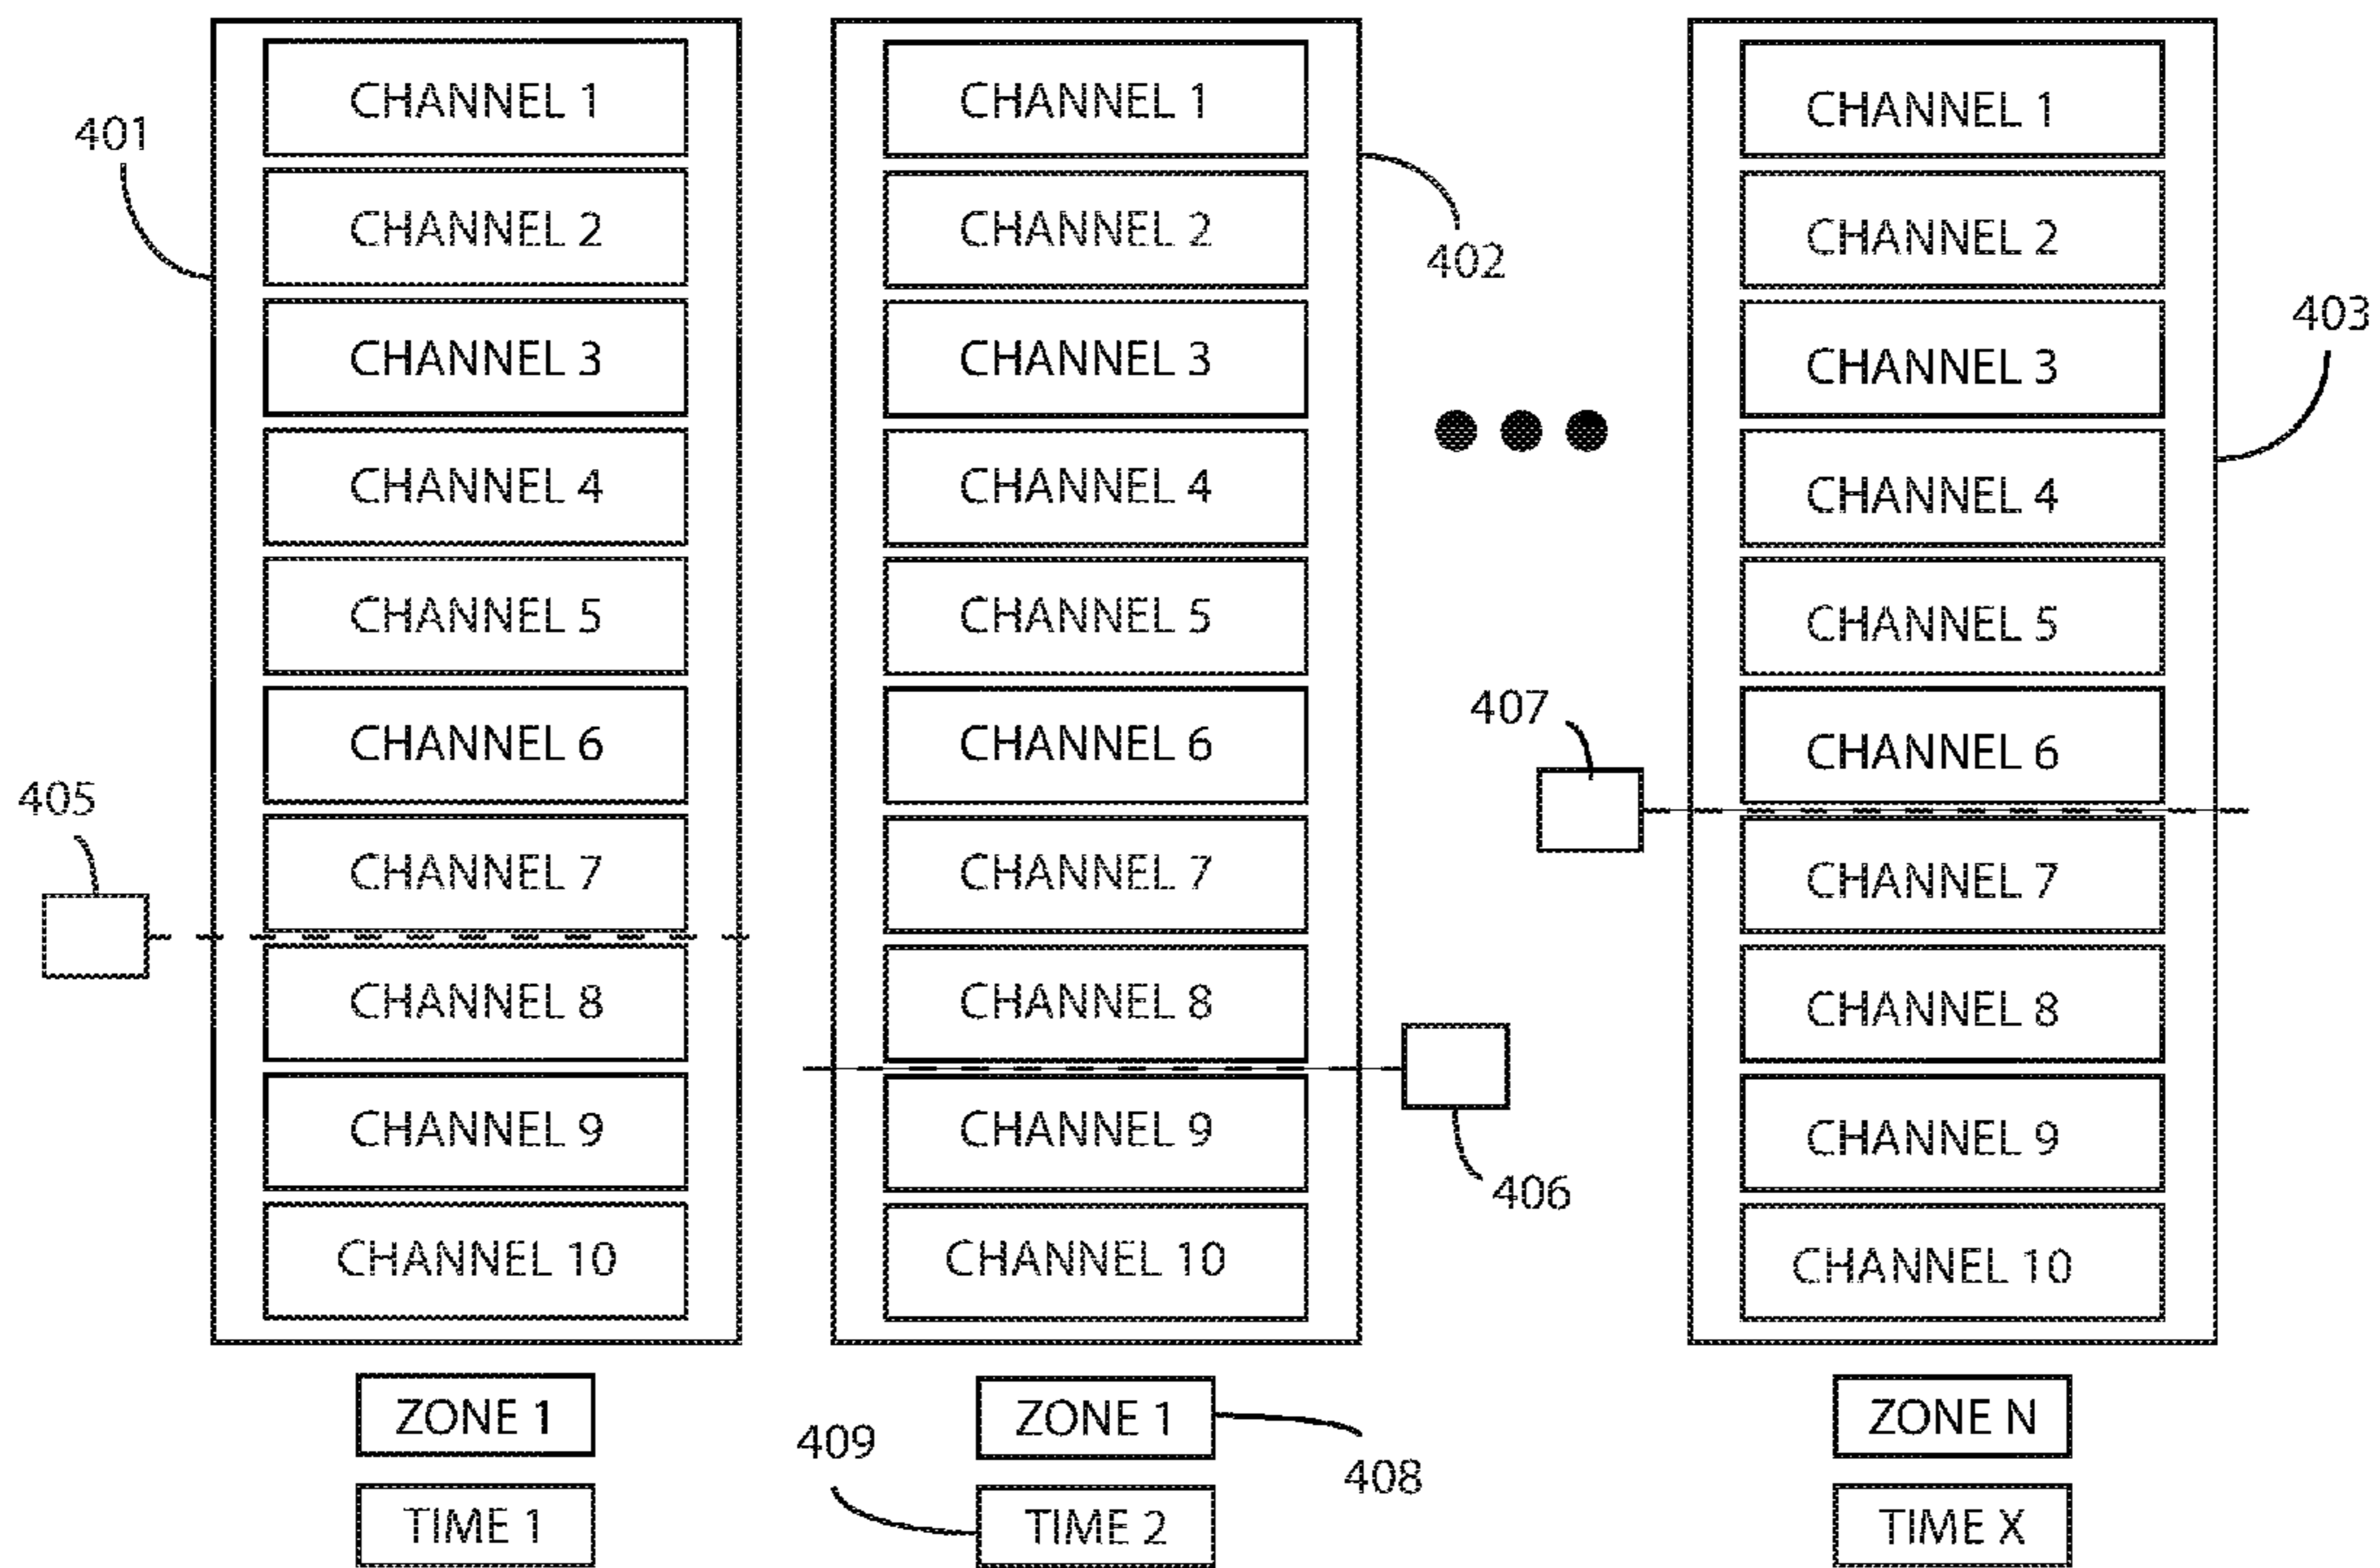 401
CHANNEL 1
CHANNEL 2
CHANNEL 3
CHANNEL 4
CHANNEL 5
CHANNEL 6
CHANNEL 7
CHANNEL 8
CHANNEL 9
CHANNEL 10
405
ZONE 1
TIME 1
CHANNEL 1
CHANNEL 2
CHANNEL 3
CHANNEL 4
CHANNEL 5
CHANNEL 6
CHANNEL 7
CHANNEL 8
CHANNEL 9
CHANNEL 10
402
406
ZONE 1
408
409
TIME 2
CHANNEL 1
CHANNEL 2
CHANNEL 3
CHANNEL 4
CHANNEL 5
CHANNEL 6
CHANNEL 7
CHANNEL 8
CHANNEL 9
CHANNEL 10
403
407
ZONE N
TIME X